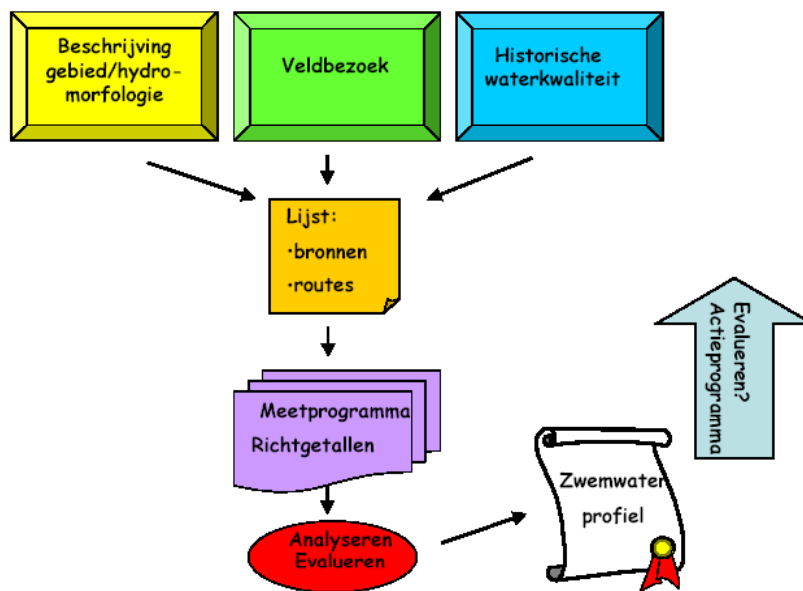 Beschrijving
gebied/hydro-
morfologie
Veldbezoek
Historische
waterkwaliteit
Lijst:
·bronnen
·routes
Evalueren?
Actieprogramma
Meetprogramma
Richtgetallen
Zwemwater
profiel
Analyseren
Evalueren